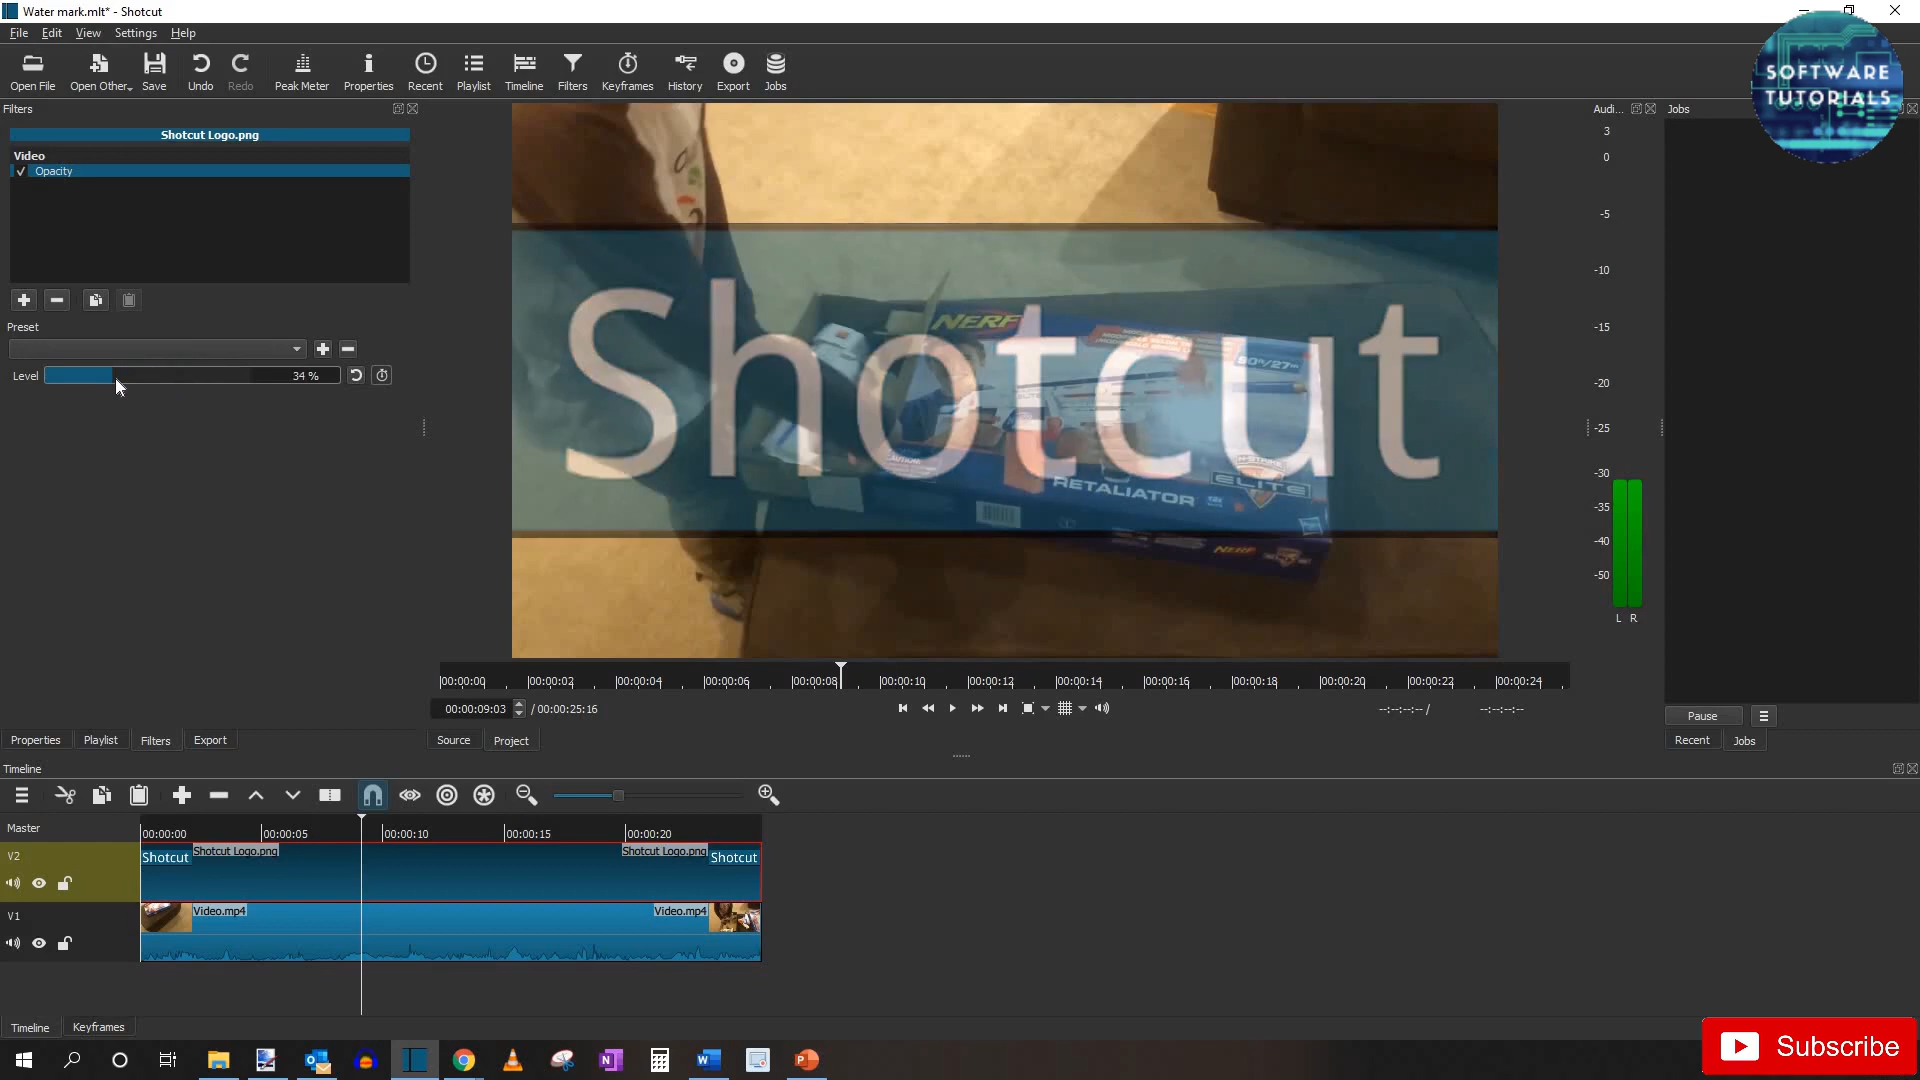 Water mark.mlt* - Shotcut
File Edit View Settings Help
Open File Open Other Save Undo Redo Peak Meter Properties Recent Playlist Timeline Filters Keyframes History Export Jobs
SOFTWARE
TUTORIALS
Filters
Audi...
Jobs
Shotcut Logo.png
Video
Opacity
Preset
Level 34 %
Shotcut
NERF
90ft/27m
CAUTION:
RETALIATOR
N-STRIKE
ELITE
NERF
3
0
-5
-10
-15
-20
-25
-30
-35
-40
-50
L R
00:00:00 00:00:02 00:00:04 00:00:06 00:00:08 00:00:10 00:00:12 00:00:14 00:00:16 00:00:18 00:00:20 00:00:22 00:00:24
00:00:09:03 / 00:00:25:16
--:--:--:-- / --:--:--:--
Pause
Properties Playlist Filters Export
Source Project
Recent Jobs
Timeline
Master
00:00:00 00:00:05 00:00:10 00:00:15 00:00:20
V2
Shotcut Shotcut Logo.png Shotcut Logo.png Shotcut
V1
Video.mp4 Video.mp4
Timeline Keyframes
Subscribe